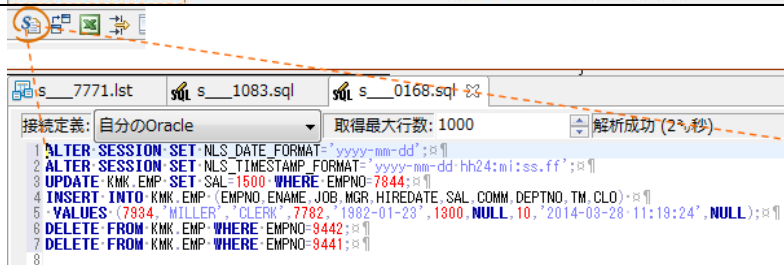 s___7771.lst
SQL s___1083.sql
SQL s___0168.sql
接続定義: 自分のOracle 取得最大行数: 1000 解析成功 (2ミリ秒)
1 ALTER SESSION SET NLS_DATE_FORMAT='yyyy-mm-dd';
2 ALTER SESSION SET NLS_TIMESTAMP_FORMAT='yyyy-mm-dd hh24:mi:ss.ff';
3 UPDATE KMK.EMP SET SAL=1500 WHERE EMPNO=7844;
4 INSERT INTO KMK.EMP (EMPNO,ENAME,JOB,MGR,HIREDATE,SAL,COMM,DEPTNO,TM,CLO)
5 VALUES (7934,'MILLER','CLERK',7782,'1982-01-23',1300,NULL,10,'2014-03-28 11:19:24',NULL);
6 DELETE FROM KMK.EMP WHERE EMPNO=9442;
7 DELETE FROM KMK.EMP WHERE EMPNO=9441;
8